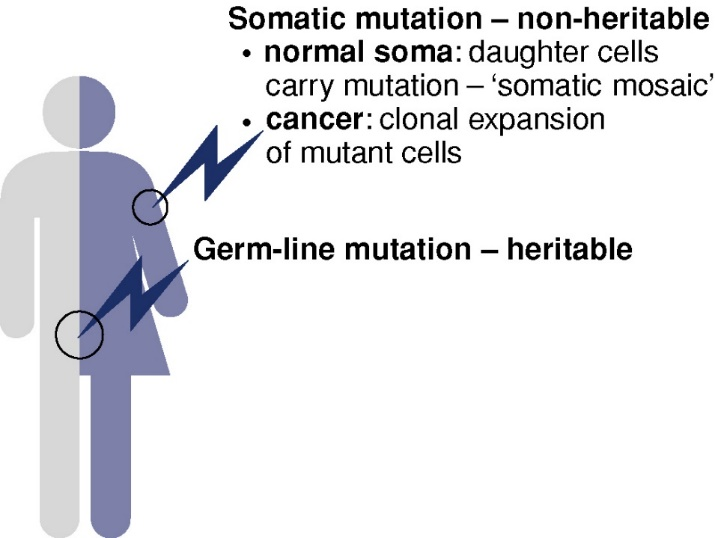 Somatic mutation – non-heritable
• normal soma: daughter cells
carry mutation – ‘somatic mosaic’
• cancer: clonal expansion
of mutant cells
Germ-line mutation – heritable